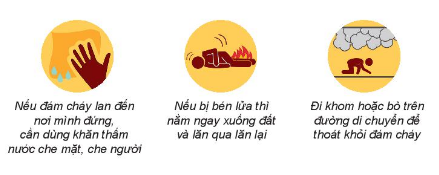 Nếu đám cháy lan đến
nơi mình đứng,
cần dùng khăn thấm
nước che mặt, che người
Nếu bị bén lửa thì
nằm ngay xuống đất
và lăn qua lăn lại
Đi khom hoặc bò trên
đường di chuyển để
thoát khỏi đám cháy